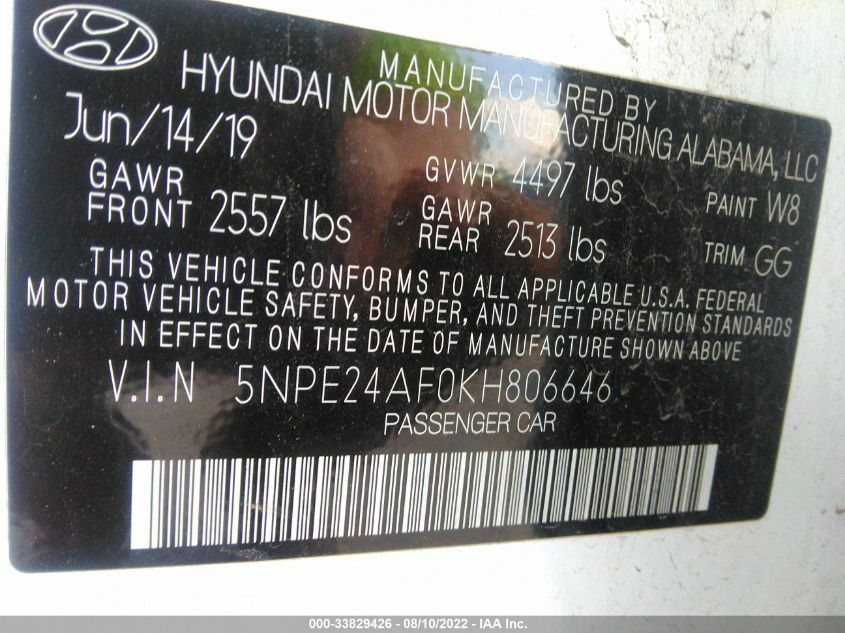 MANUFACTURED BY
HYUNDAI MOTOR MANUFACTURING ALABAMA, LLC
Jun/14/19
GVWR 4497 lbs
PAINT W8
GAWR FRONT 2557 lbs
GAWR REAR 2513 lbs
TRIM GG
THIS VEHICLE CONFORMS TO ALL APPLICABLE U.S.A. FEDERAL
MOTOR VEHICLE SAFETY, BUMPER, AND THEFT PREVENTION STANDARDS
IN EFFECT ON THE DATE OF MANUFACTURE SHOWN ABOVE
V.I.N 5NPE24AF0KH806646
PASSENGER CAR
000-33829426 - 08/10/2022 - IAA Inc.